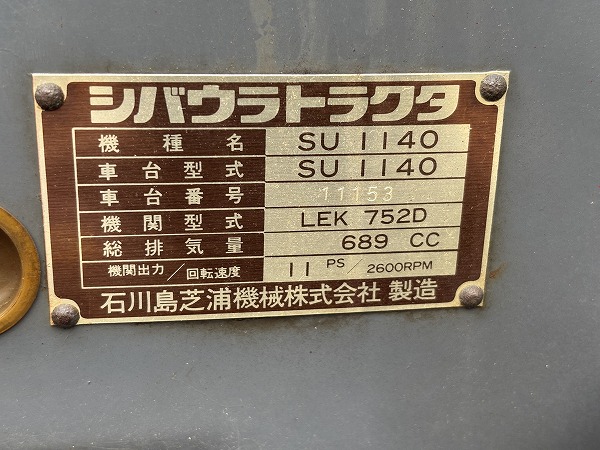 シバウラトラクタ
機種名 SU 1140
車台型式 SU 1140
車台番号 11153
機関型式 LEK 752D
総排気量 689 CC
機関出力/回転速度 11 PS/2600RPM
石川島芝浦機械株式会社 製造